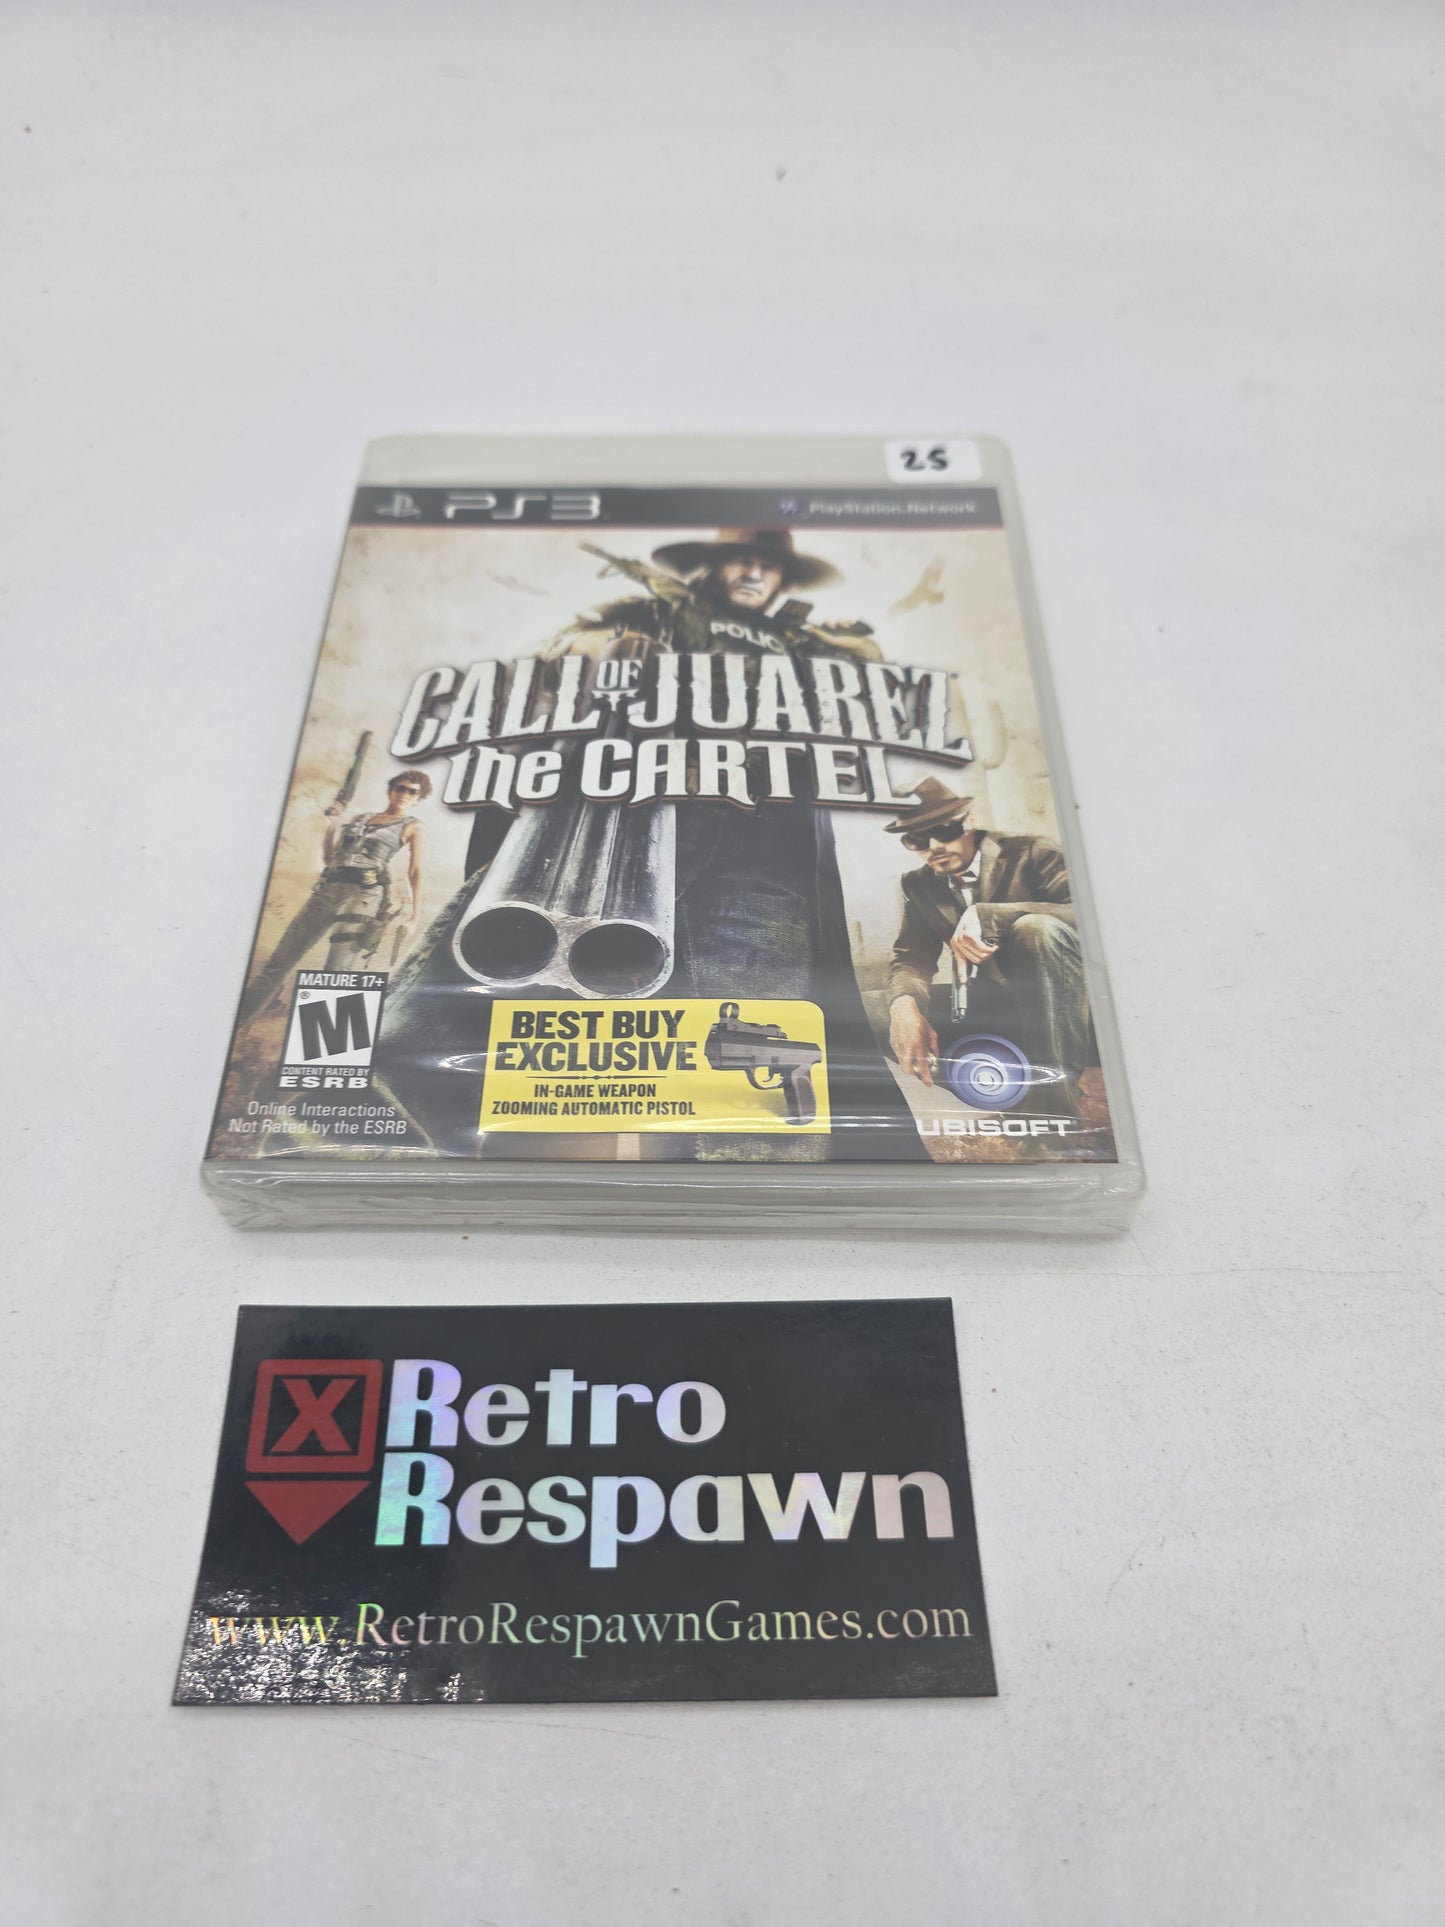 25
PS3
PlayStation Network
POLIC
CALL OF JUAREZ
the CARTEL
MATURE 17+
M
®
CONTENT RATED BY
ESRB
Online Interactions
Not Rated by the ESRB
BEST BUY
EXCLUSIVE
IN-GAME WEAPON
ZOOMING AUTOMATIC PISTOL
UBISOFT
X Retro
Respawn
www.RetroRespawnGames.com